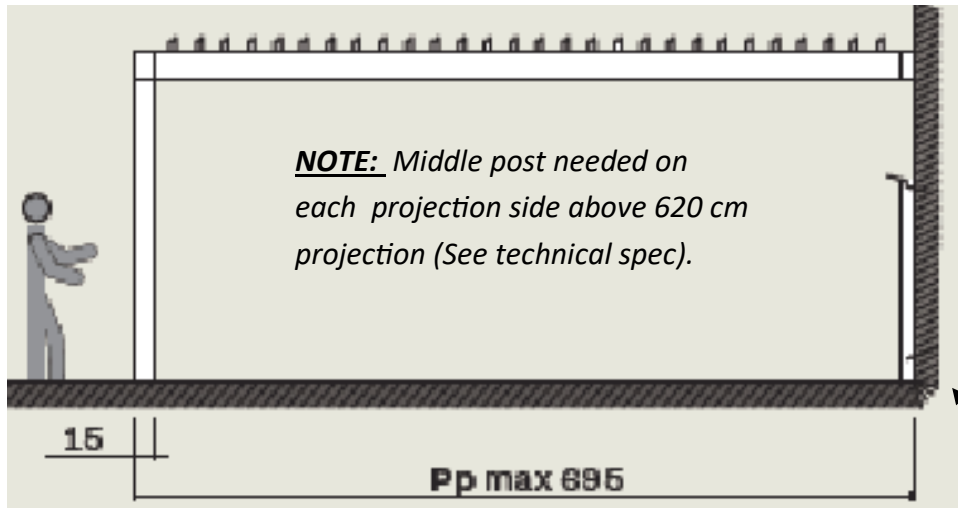 NOTE: Middle post needed on
each projection side above 620 cm
projection (See technical spec).
15
Pp max 695